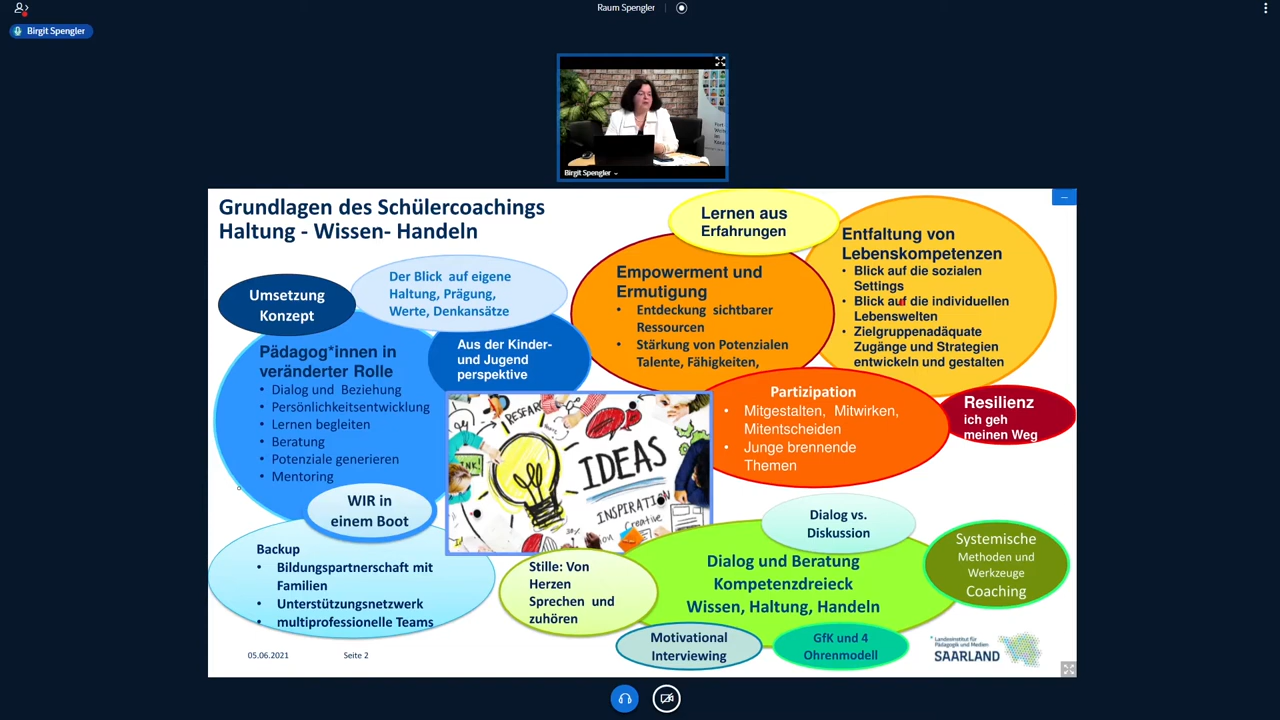 Raum Spengler
Birgit Spengler
Birgit Spengler
Grundlagen des Schülercoachings
Haltung - Wissen- Handeln
Lernen aus
Erfahrungen
Entfaltung von
Lebenskompetenzen
• Blick auf die sozialen
Settings
• Blick auf die individuellen
Lebenswelten
• Zielgruppenadäquate
Zugänge und Strategien
entwickeln und gestalten
Empowerment und
Ermutigung
• Entdeckung sichtbarer
Ressourcen
• Stärkung von Potenzialen
Talente, Fähigkeiten,
Der Blick auf eigene
Haltung, Prägung,
Werte, Denkansätze
Umsetzung
Konzept
Aus der Kinder-
und Jugend
perspektive
Pädagog*innen in
veränderter Rolle
• Dialog und Beziehung
• Persönlichkeitsentwicklung
• Lernen begleiten
• Beratung
• Potenziale generieren
• Mentoring
Partizipation
• Mitgestalten, Mitwirken,
Mitentscheiden
• Junge brennende
Themen
Resilienz
ich geh
meinen Weg
RESEARCH
IDEAS
INSPIRATION
Creative
WIR in
einem Boot
Backup
• Bildungspartnerschaft mit
Familien
• Unterstützungsnetzwerk
• multiprofessionelle Teams
Stille: Von
Herzen
Sprechen und
zuhören
Dialog vs.
Diskussion
Dialog und Beratung
Kompetenzdreieck
Wissen, Haltung, Handeln
Systemische
Methoden und
Werkzeuge
Coaching
Motivational
Interviewing
GfK und 4
Ohrenmodell
05.06.2021
Seite 2
Landesinstitut für
Pädagogik und Medien
SAARLAND